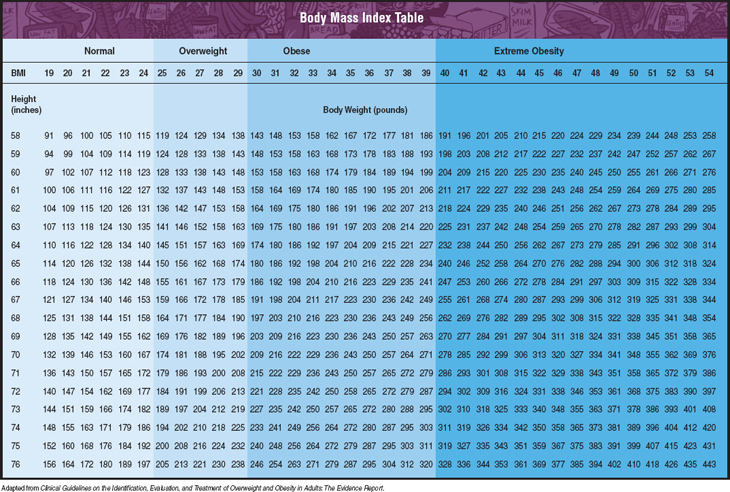 Body Mass Index Table
Normal Overweight Obese Extreme Obesity
BMI 19 20 21 22 23 24 25 26 27 28 29 30 31 32 33 34 35 36 37 38 39 40 41 42 43 44 45 46 47 48 49 50 51 52 53 54
Height
(inches) Body Weight (pounds)
58 91 96 100 105 110 115 119 124 129 134 138 143 148 153 158 162 167 172 177 181 186 191 196 201 205 210 215 220 224 229 234 239 244 248 253 258
59 94 99 104 109 114 119 124 128 133 138 143 148 153 158 163 168 173 178 183 188 193 198 203 208 212 217 222 227 232 237 242 247 252 257 262 267
60 97 102 107 112 118 123 128 133 138 143 148 153 158 163 168 174 179 184 189 194 199 204 209 215 220 225 230 235 240 245 250 255 261 266 271 276
61 100 106 111 116 122 127 132 137 143 148 153 158 164 169 174 180 185 190 195 201 206 211 217 222 227 232 238 243 248 254 259 264 269 275 280 285
62 104 109 115 120 126 131 136 142 147 153 158 164 169 175 180 186 191 196 202 207 213 218 224 229 235 240 246 251 256 262 267 273 278 284 289 295
63 107 113 118 124 130 135 141 146 152 158 163 169 175 180 186 191 197 203 208 214 220 225 231 237 242 248 254 259 265 270 278 282 287 293 299 304
64 110 116 122 128 134 140 145 151 157 163 169 174 180 186 192 197 204 209 215 221 227 232 238 244 250 256 262 267 273 279 285 291 296 302 308 314
65 114 120 126 132 138 144 150 156 162 168 174 180 186 192 198 204 210 216 222 228 234 240 246 252 258 264 270 276 282 288 294 300 306 312 318 324
66 118 124 130 136 142 148 155 161 167 173 179 186 192 198 204 210 216 223 229 235 241 247 253 260 266 272 278 284 291 297 303 309 315 322 328 334
67 121 127 134 140 146 153 159 166 172 178 185 191 198 204 211 217 223 230 236 242 249 255 261 268 274 280 287 293 299 306 312 319 325 331 338 344
68 125 131 138 144 151 158 164 171 177 184 190 197 203 210 216 223 230 236 243 249 256 262 269 276 282 289 295 302 308 315 322 328 335 341 348 354
69 128 135 142 149 155 162 169 176 182 189 196 203 209 216 223 230 236 243 250 257 263 270 277 284 291 297 304 311 318 324 331 338 345 351 358 365
70 132 139 146 153 160 167 174 181 188 195 202 209 216 222 229 236 243 250 257 264 271 278 285 292 299 306 313 320 327 334 341 348 355 362 369 376
71 136 143 150 157 165 172 179 186 193 200 208 215 222 229 236 243 250 257 265 272 279 286 293 301 308 315 322 329 338 343 351 358 365 372 379 386
72 140 147 154 162 169 177 184 191 199 206 213 221 228 235 242 250 258 265 272 279 287 294 302 309 316 324 331 338 346 353 361 368 375 383 390 397
73 144 151 159 166 174 182 189 197 204 212 219 227 235 242 250 257 265 272 280 288 295 302 310 318 325 333 340 348 355 363 371 378 386 393 401 408
74 148 155 163 171 179 186 194 202 210 218 225 233 241 249 256 264 272 280 287 295 303 311 319 326 334 342 350 358 365 373 381 389 396 404 412 420
75 152 160 168 176 184 192 200 208 216 224 232 240 248 256 264 272 279 287 295 303 311 319 327 335 343 351 359 367 375 383 391 399 407 415 423 431
76 156 164 172 180 189 197 205 213 221 230 238 246 254 263 271 279 287 295 304 312 320 328 336 344 353 361 369 377 385 394 402 410 418 426 435 443
Adapted from Clinical Guidelines on the Identification, Evaluation, and Treatment of Overweight and Obesity in Adults: The Evidence Report.